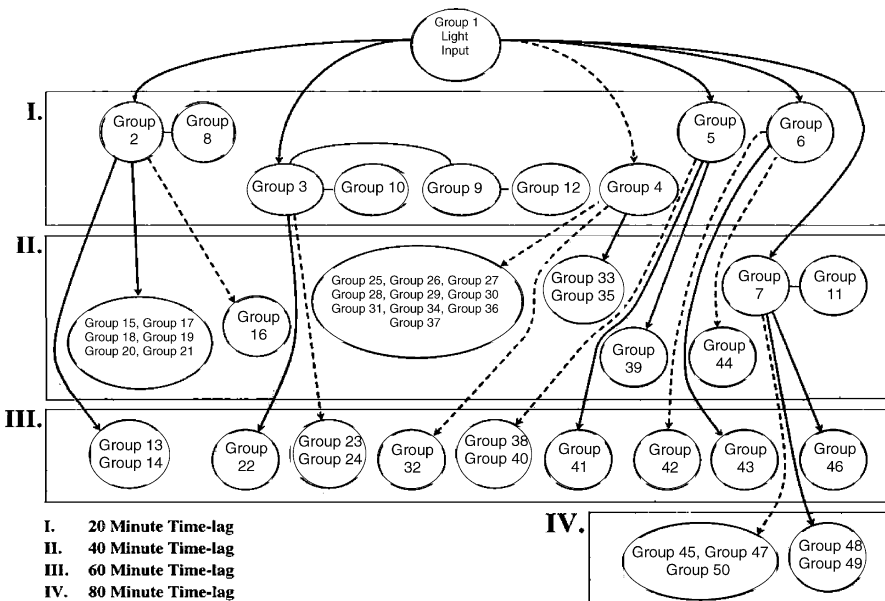 Group 1
Light
Input
I.
Group
2
Group
8
Group 3
Group 10
Group 9
Group 12
Group 4
Group
5
Group
6
II.
Group 15, Group 17
Group 18, Group 19
Group 20, Group 21
Group
16
Group 25, Group 26, Group 27
Group 28, Group 29, Group 30
Group 31, Group 34, Group 36
Group 37
Group 33
Group 35
Group
39
Group
44
Group
7
Group
11
III.
Group 13
Group 14
Group
22
Group 23
Group 24
Group
32
Group 38
Group 40
Group
41
Group
42
Group
43
Group
46
IV.
Group 45, Group 47
Group 50
Group 48
Group 49
I. 20 Minute Time-lag
II. 40 Minute Time-lag
III. 60 Minute Time-lag
IV. 80 Minute Time-lag